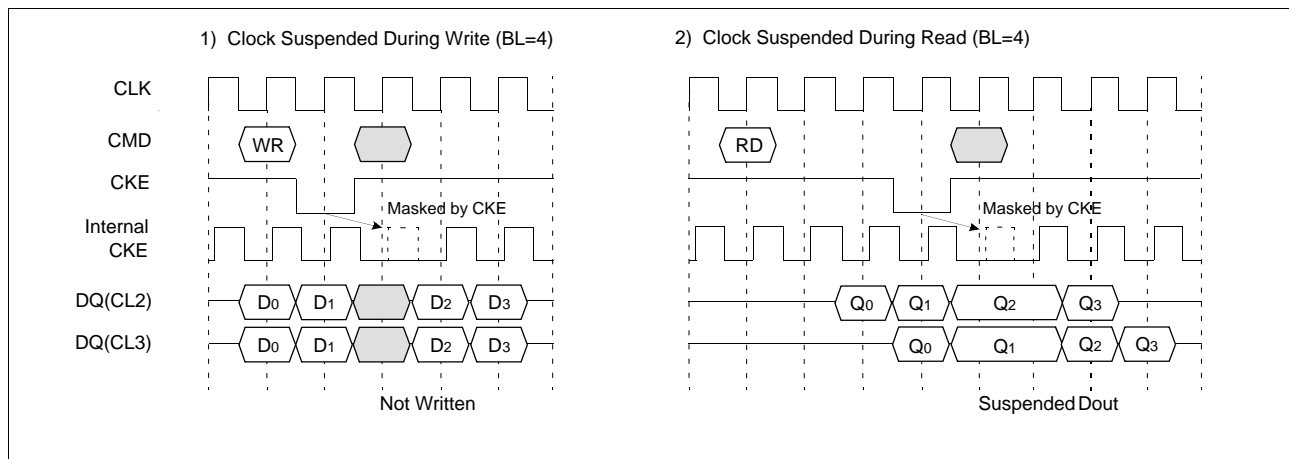 1) Clock Suspended During Write (BL=4)
2) Clock Suspended During Read (BL=4)
CLK
CMD
WR
RD
CKE
Masked by CKE
Masked by CKE
Internal
CKE
DQ(CL2)
D0 D1 D2 D3
Q0 Q1 Q2 Q3
DQ(CL3)
D0 D1 D2 D3
Q0 Q1 Q2 Q3
Not Written
Suspended Dout